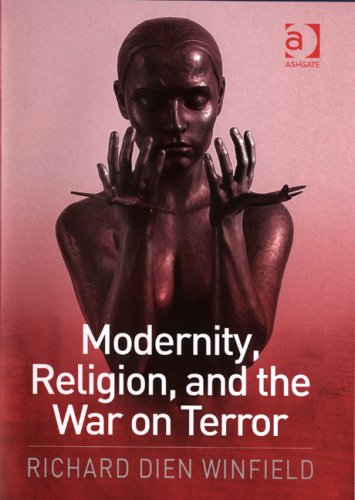 a
ASHGATE
Modernity,
Religion, and the
War on Terror
RICHARD DIEN WINFIELD